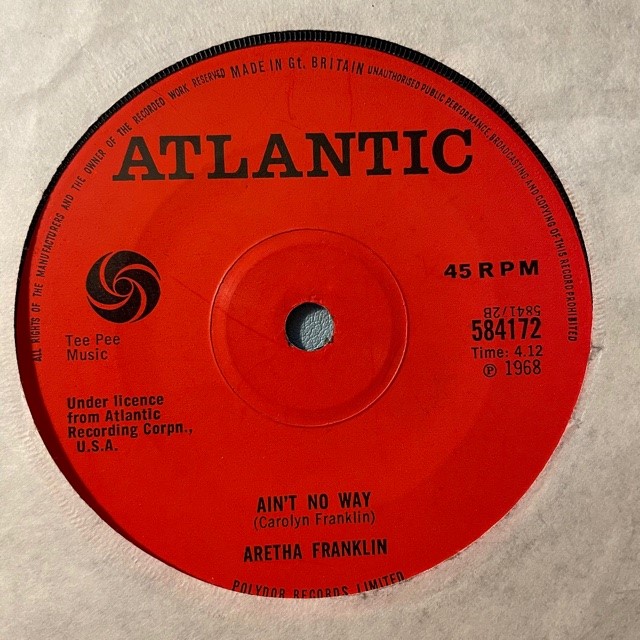 ALL RIGHTS OF THE MANUFACTURERS AND THE OWNER OF THE RECORDED WORK RESERVED MADE IN Gt. BRITAIN UNAUTHORISED PUBLIC PERFORMANCE BROADCASTING AND COPYING OF THIS RECORD PROHIBITED
ATLANTIC
45 RPM
5841/2B
584172
Time: 4.12
℗ 1968
Tee Pee
Music
Under licence
from Atlantic
Recording Corpn.,
U.S.A.
AIN'T NO WAY
(Carolyn Franklin)
ARETHA FRANKLIN
POLYDOR RECORDS LIMITED